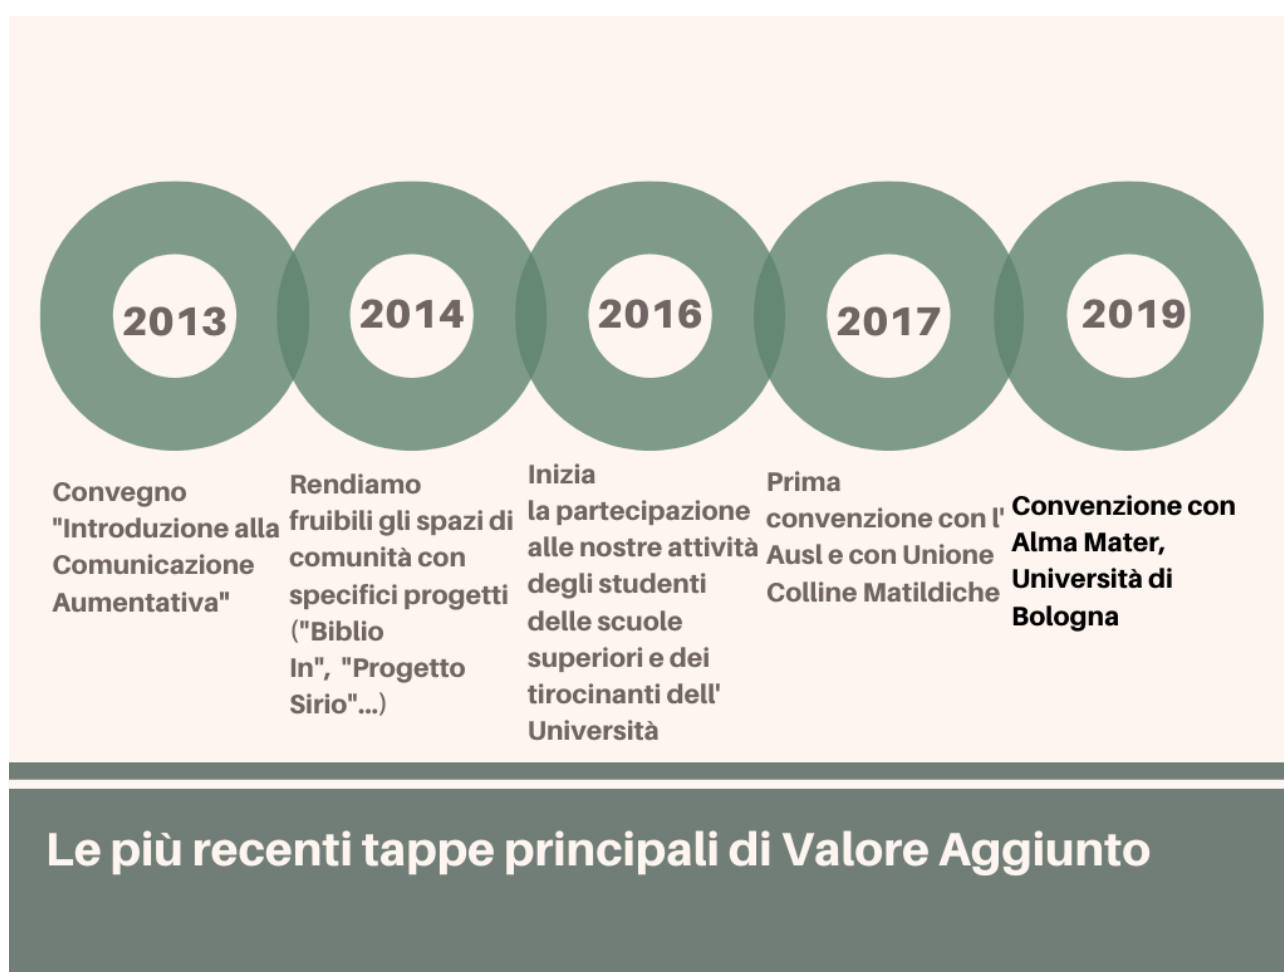 2013
2014
2016
2017
2019
Convegno
"Introduzione alla
Comunicazione
Aumentativa"
Rendiamo
fruibili gli spazi di
comunità con
specifici progetti
("Biblio
In", "Progetto
Sirio"...)
Inizia
la partecipazione
alle nostre attività
degli studenti
delle scuole
superiori e dei
tirocinanti dell'
Università
Prima
convenzione con l'
Ausl e con Unione
Colline Matildiche
Convenzione con
Alma Mater,
Università di
Bologna
Le più recenti tappe principali di Valore Aggiunto